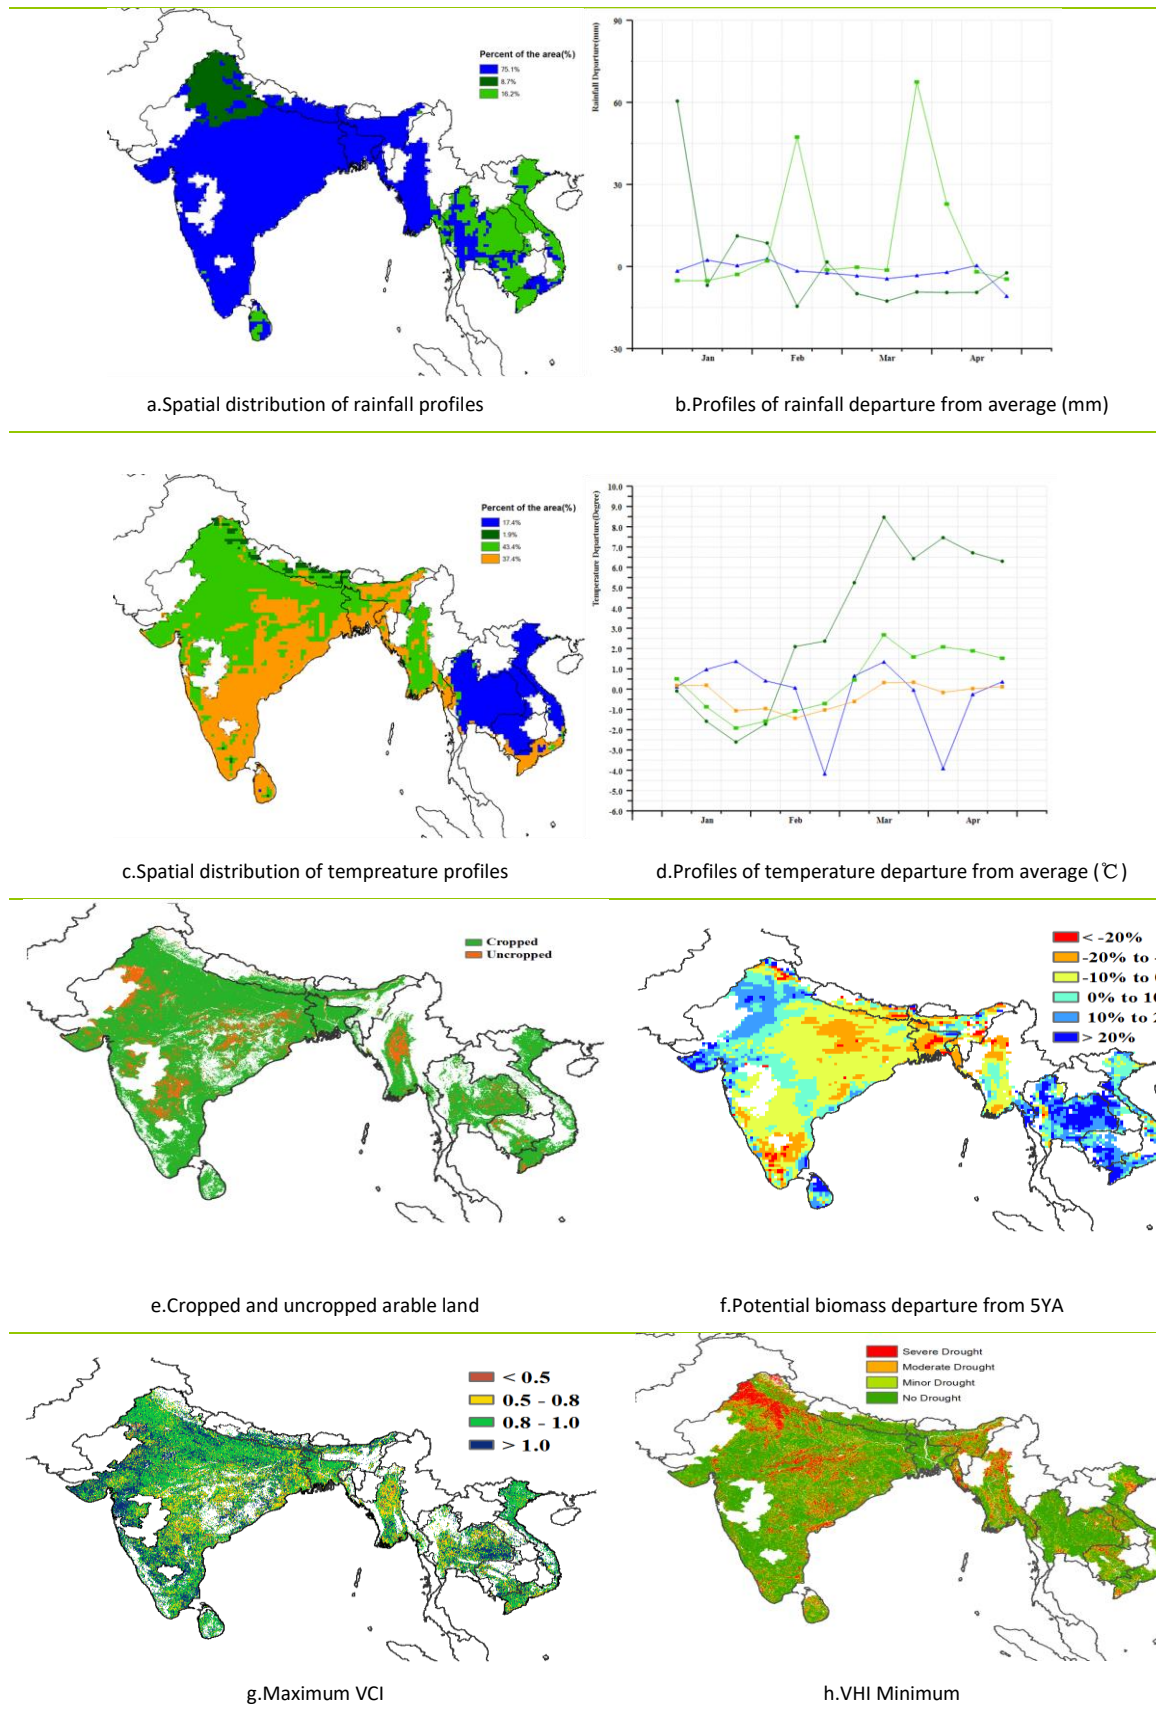 Percent of the area(%)
75.1%
8.7%
16.2%
90
60
30
0
-30
Rainfall Departure(mm)
Jan
Feb
Mar
Apr
a.Spatial distribution of rainfall profiles
b.Profiles of rainfall departure from average (mm)
Percent of the area(%)
17.4%
1.9%
43.4%
37.4%
10.0
9.0
8.0
7.0
6.0
5.0
4.0
3.0
2.0
1.0
0.0
-1.0
-2.0
-3.0
-4.0
-5.0
-6.0
Temperature Departure(Degree)
Jan
Feb
Mar
Apr
c.Spatial distribution of tempreature profiles
d.Profiles of temperature departure from average (℃)
Cropped
Uncropped
< -20%
-20% to -
-10% to
0% to 10
10% to 2
> 20%
e.Cropped and uncropped arable land
f.Potential biomass departure from 5YA
< 0.5
0.5 - 0.8
0.8 - 1.0
> 1.0
Severe Drought
Moderate Drought
Minor Drought
No Drought
g.Maximum VCI
h.VHI Minimum